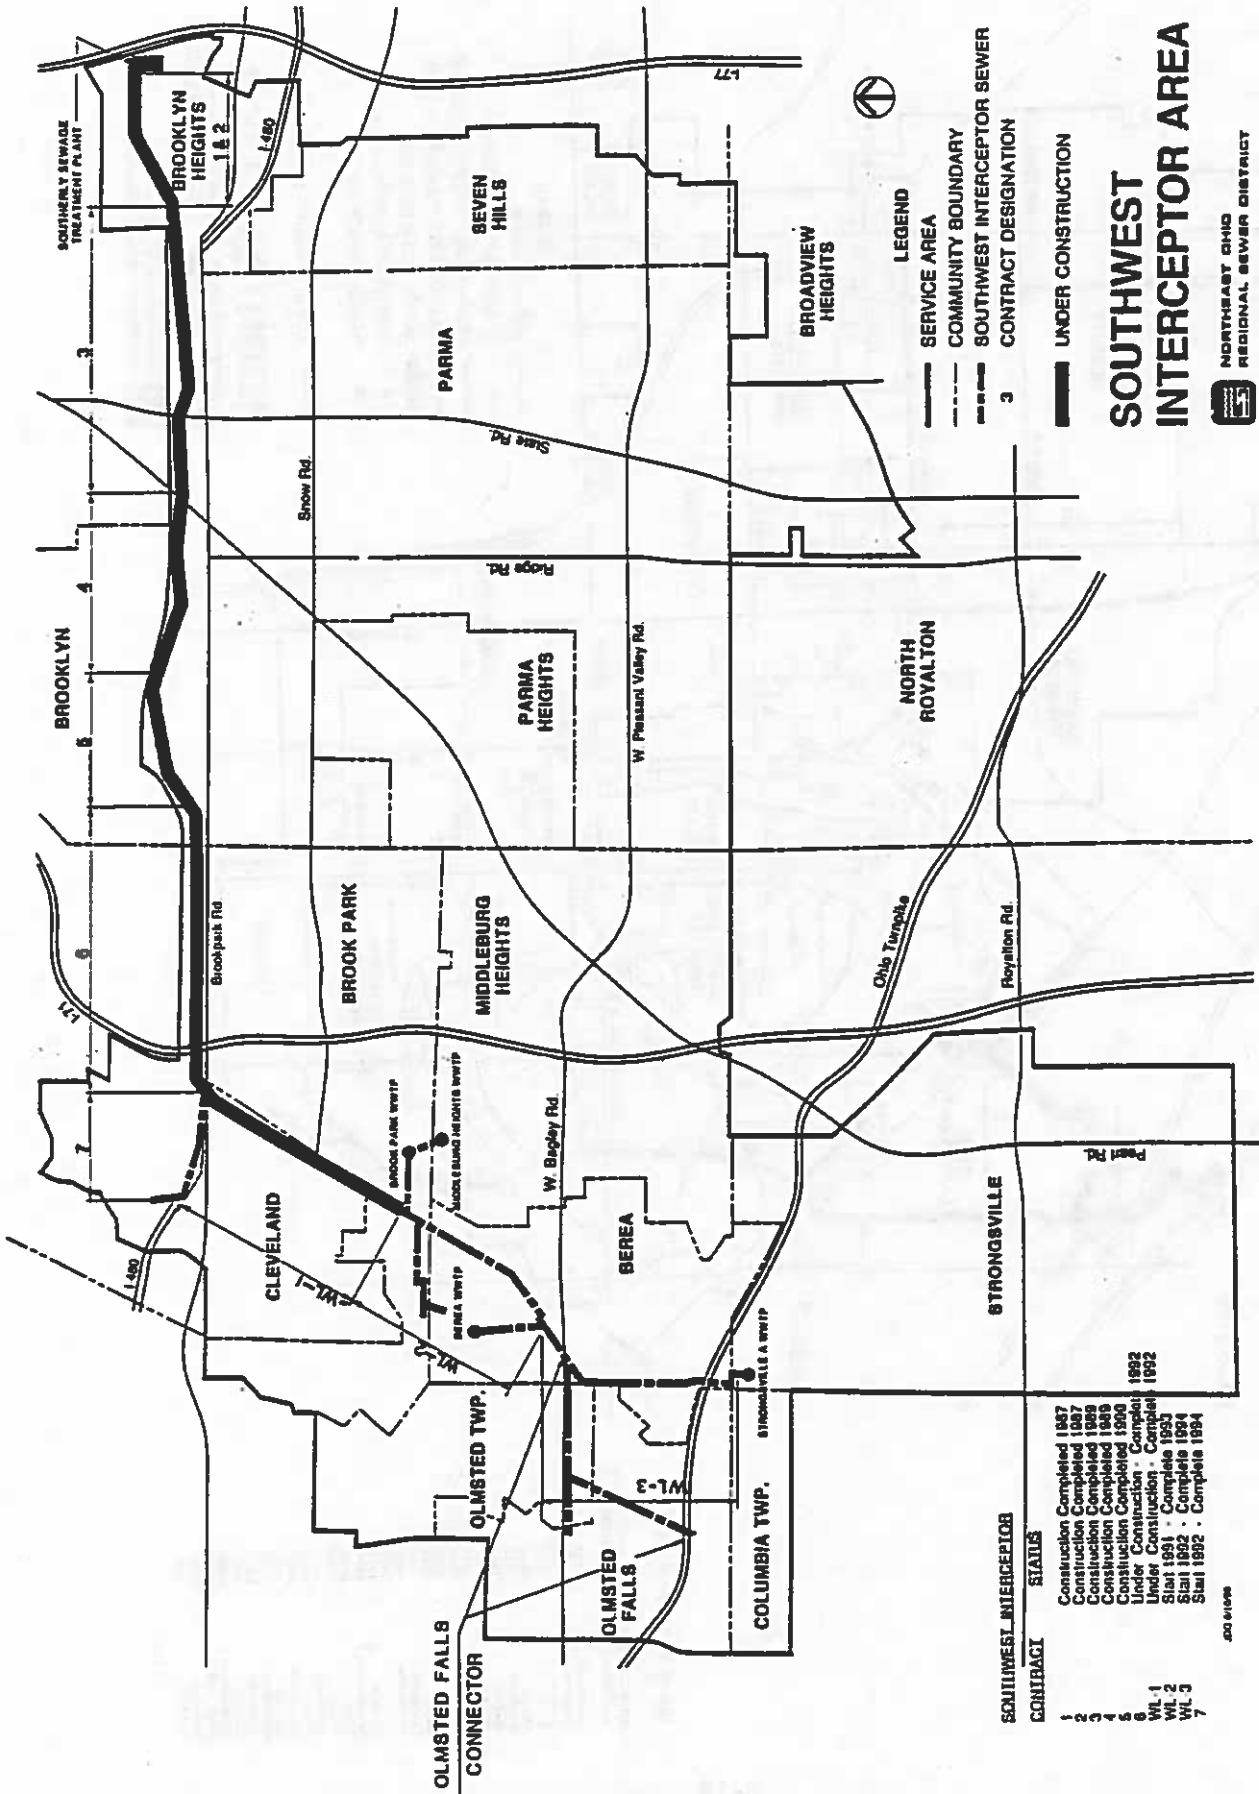 SOUTHERLY SEWAGE
TREATMENT PLANT
BROOKLYN
HEIGHTS
1 & 2
I-480
I-77
3
4
5
6
7
BROOKLYN
SEVEN
HILLS
PARMA
BROADVIEW
HEIGHTS
Snow Rd.
State Rd.
Ridge Rd.
W. Pleasant Valley Rd.
PARMA
HEIGHTS
NORTH
ROYALTON
Brookpark Rd.
I-71
BROOK PARK
MIDDLEBURG
HEIGHTS
Ohio Turnpike
Royalton Rd.
BROOK PARK WWTP
MIDDLEBURG HEIGHTS WWTP
W. Bagley Rd.
Pearl Rd.
I-480
CLEVELAND
WL-1
BEREA WWTP
WL-2
BEREA
STRONGSVILLE A WWTP
STRONGSVILLE
OLMSTED TWP.
WL-3
OLMSTED
FALLS
COLUMBIA TWP.
OLMSTED FALLS
CONNECTOR
LEGEND
SERVICE AREA
COMMUNITY BOUNDARY
SOUTHWEST INTERCEPTOR SEWER
3 CONTRACT DESIGNATION
UNDER CONSTRUCTION
SOUTHWEST
INTERCEPTOR AREA
NORTHEAST OHIO
REGIONAL SEWER DISTRICT
SOUTHWEST INTERCEPTOR
CONTRACT STATUS
1 Construction Completed 1987
2 Construction Completed 1987
3 Construction Completed 1989
4 Construction Completed 1989
5 Construction Completed 1990
6 Under Construction - Complete 1992
WL-1 Under Construction - Complete 1992
WL-2 Start 1991 - Complete 1993
WL-3 Start 1992 - Complete 1994
7 Start 1992 - Complete 1994